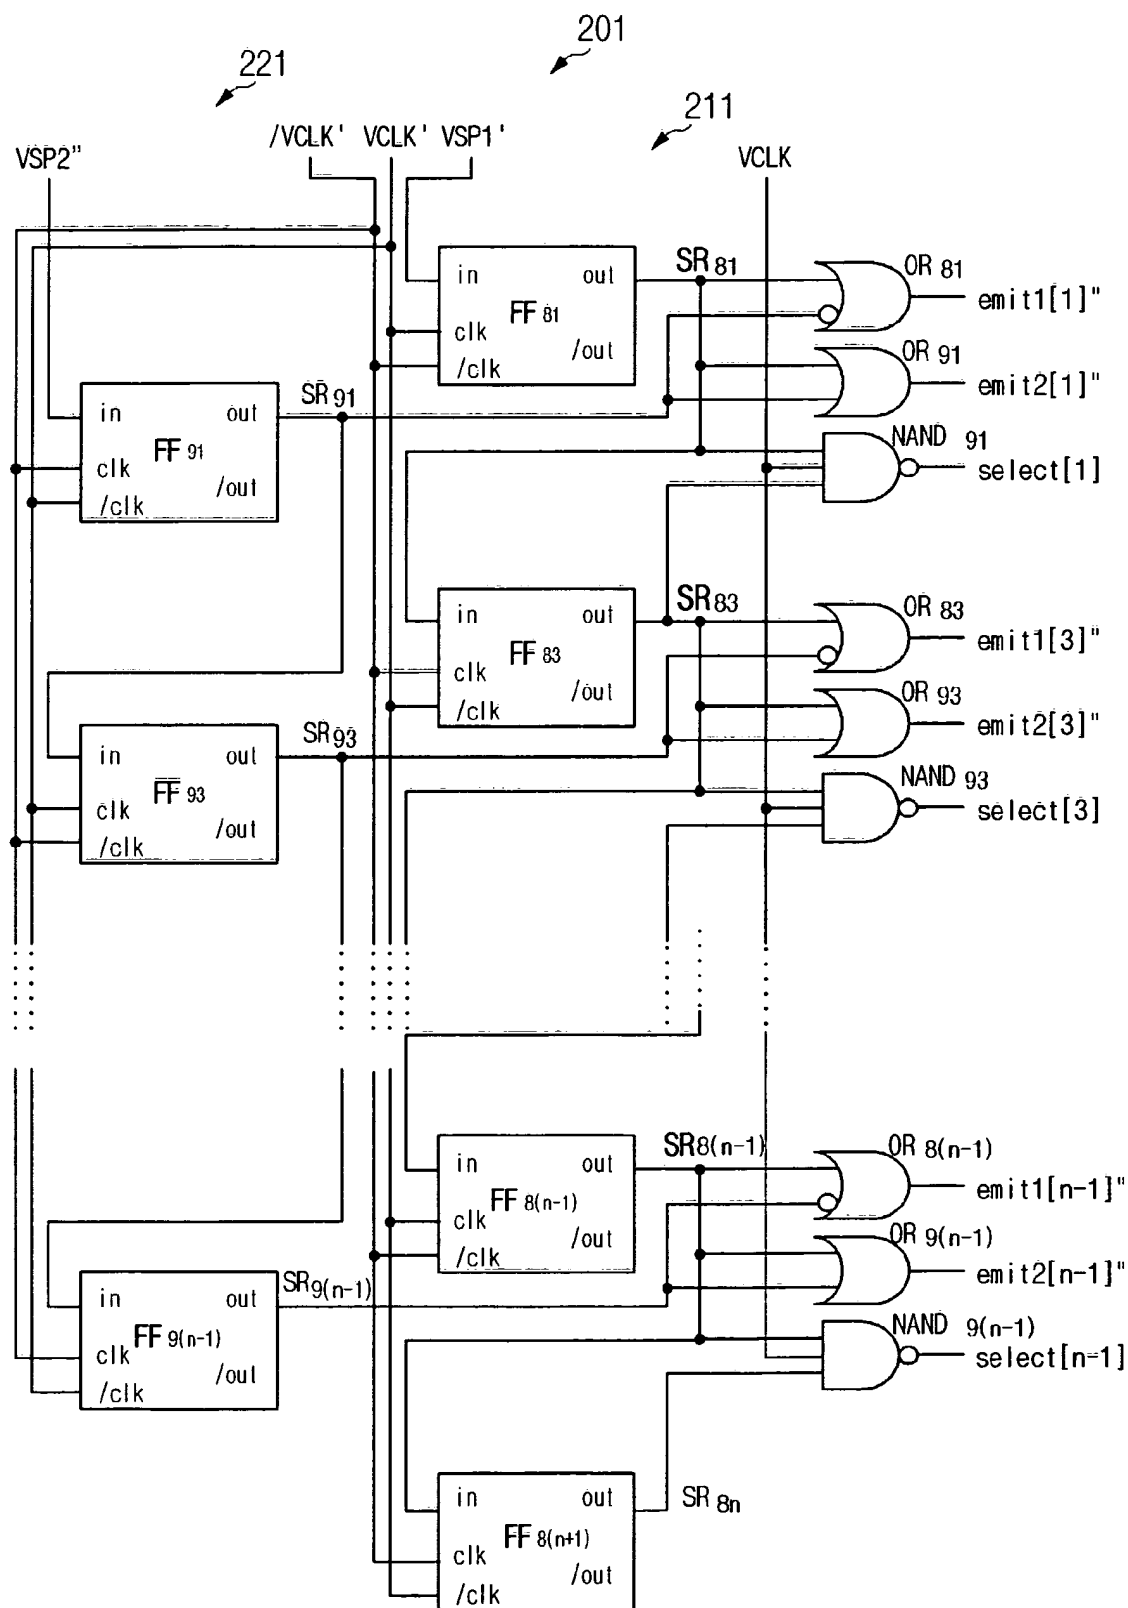 201
221
211
/VCLK' VCLK' VSP1'
VSP2"
VCLK
in out
FF 81
clk
/out
/clk
SR 81
OR 81
emit1[1]"
OR 91
emit2[1]"
NAND 91
select[1]
in out
FF 91
clk
/out
/clk
SR 91
in out
FF 83
clk
/out
/clk
SR 83
OR 83
emit1[3]"
OR 93
emit2[3]"
NAND 93
select[3]
in out
FF 93
clk
/out
/clk
SR 93
in out
FF 8(n-1)
clk
/out
/clk
SR8(n-1)
OR 8(n-1)
emit1[n-1]"
OR 9(n-1)
emit2[n-1]"
NAND 9(n-1)
select[n-1]
in out
FF 9(n-1)
clk
/out
/clk
SR9(n-1)
in out
FF 8(n+1)
clk
/out
/clk
SR 8n